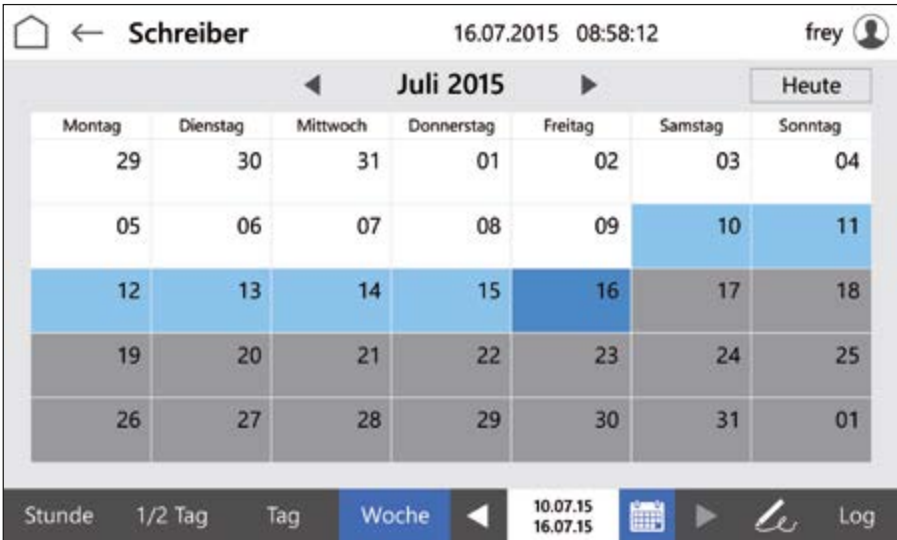 Schreiber 16.07.2015 08:58:12 frey
Juli 2015 Heute
Montag Dienstag Mittwoch Donnerstag Freitag Samstag Sonntag
29 30 31 01 02 03 04
05 06 07 08 09 10 11
12 13 14 15 16 17 18
19 20 21 22 23 24 25
26 27 28 29 30 31 01
Stunde 1/2 Tag Tag Woche 10.07.15 Log
16.07.15